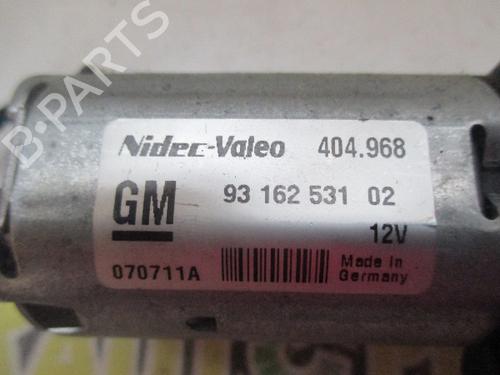 B-PARTS
Nidec-Valeo 404.968
GM 93 162 531 02
12V
070711A Made In
Germany